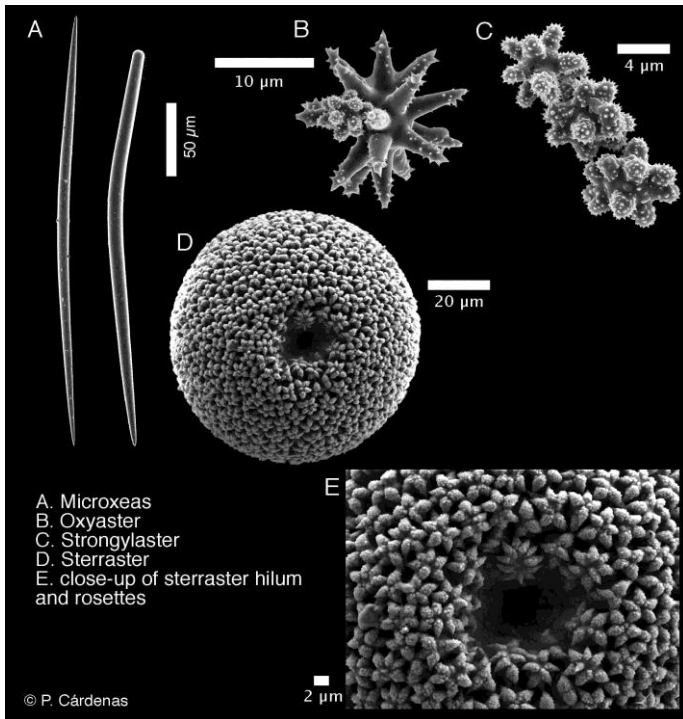 A
B
C
10 µm
4 µm
50 µm
D
20 µm
E
A. Microxeas
B. Oxyaster
C. Strongylaster
D. Sterraster
E. close-up of sterraster hilum
and rosettes
2 µm
© P. Cárdenas